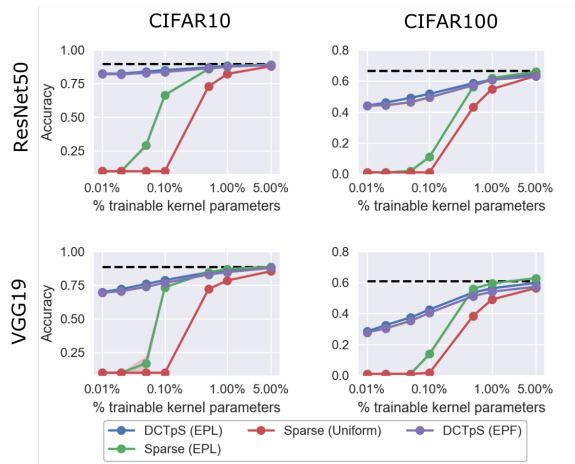 CIFAR10
CIFAR100
ResNet50
Accuracy
1.00
0.75
0.50
0.25
0.01%
0.10%
1.00%
5.00%
% trainable kernel parameters
0.8
0.6
0.4
0.2
0.0
0.01%
0.10%
1.00%
5.00%
% trainable kernel parameters
VGG19
Accuracy
1.00
0.75
0.50
0.25
0.01%
0.10%
1.00%
5.00%
% trainable kernel parameters
0.8
0.6
0.4
0.2
0.0
0.01%
0.10%
1.00%
5.00%
% trainable kernel parameters
DCTpS (EPL)
Sparse (Uniform)
DCTpS (EPF)
Sparse (EPL)